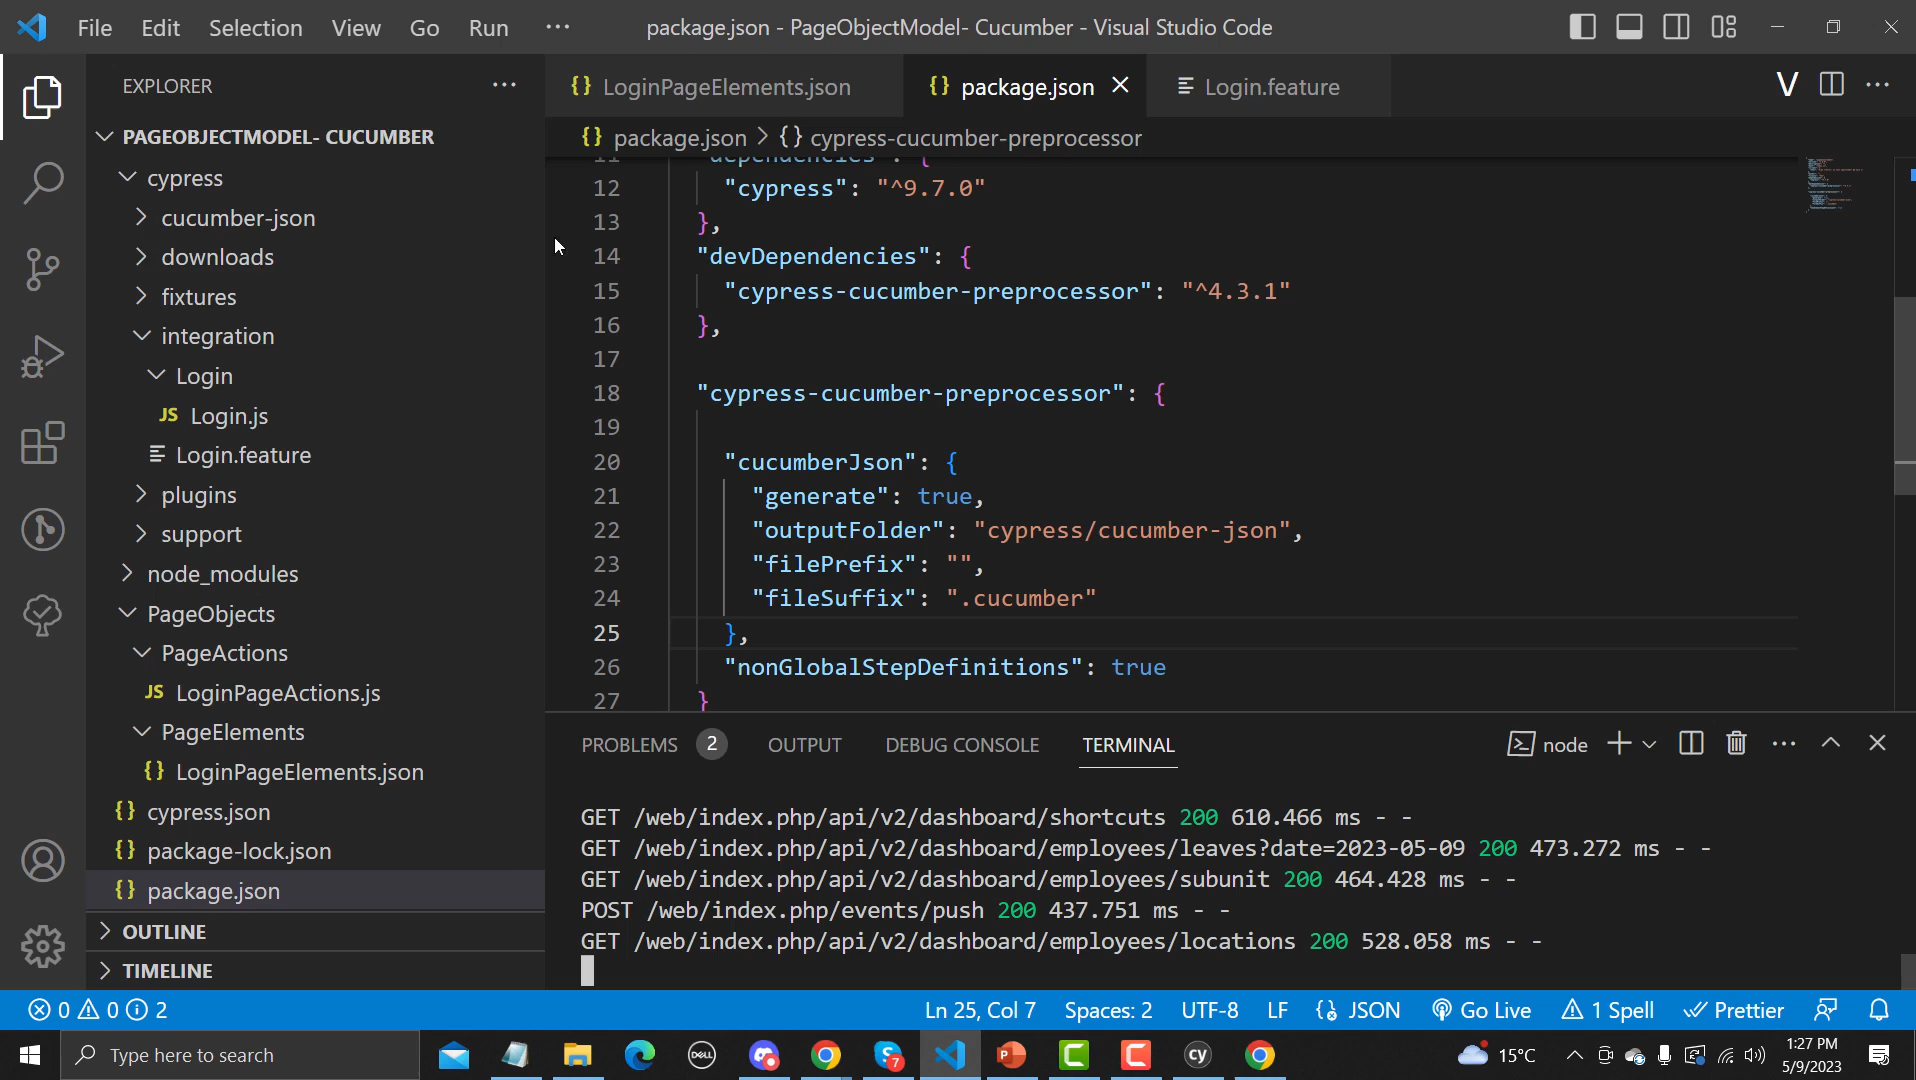 File Edit Selection View Go Run ··· package.json - PageObjectModel- Cucumber - Visual Studio Code
EXPLORER ···
PAGEOBJECTMODEL- CUCUMBER
cypress
cucumber-json
downloads
fixtures
integration
Login
JS Login.js
Login.feature
plugins
support
node_modules
PageObjects
PageActions
JS LoginPageActions.js
PageElements
{} LoginPageElements.json
{} cypress.json
{} package-lock.json
{} package.json
OUTLINE
TIMELINE
{} LoginPageElements.json {} package.json Login.feature
{} package.json > {} cypress-cucumber-preprocessor
11 "dependencies": {
12 "cypress": "^9.7.0"
13 },
14 "devDependencies": {
15 "cypress-cucumber-preprocessor": "^4.3.1"
16 },
17
18 "cypress-cucumber-preprocessor": {
19
20 "cucumberJson": {
21 "generate": true,
22 "outputFolder": "cypress/cucumber-json",
23 "filePrefix": "",
24 "fileSuffix": ".cucumber"
25 },
26 "nonGlobalStepDefinitions": true
27 }
PROBLEMS 2 OUTPUT DEBUG CONSOLE TERMINAL node
GET /web/index.php/api/v2/dashboard/shortcuts 200 610.466 ms - -
GET /web/index.php/api/v2/dashboard/employees/leaves?date=2023-05-09 200 473.272 ms - -
GET /web/index.php/api/v2/dashboard/employees/subunit 200 464.428 ms - -
POST /web/index.php/events/push 200 437.751 ms - -
GET /web/index.php/api/v2/dashboard/employees/locations 200 528.058 ms - -
0 0 2 Ln 25, Col 7 Spaces: 2 UTF-8 LF {} JSON Go Live 1 Spell Prettier
Type here to search DELL 7 cy 15°C 1:27 PM
5/9/2023